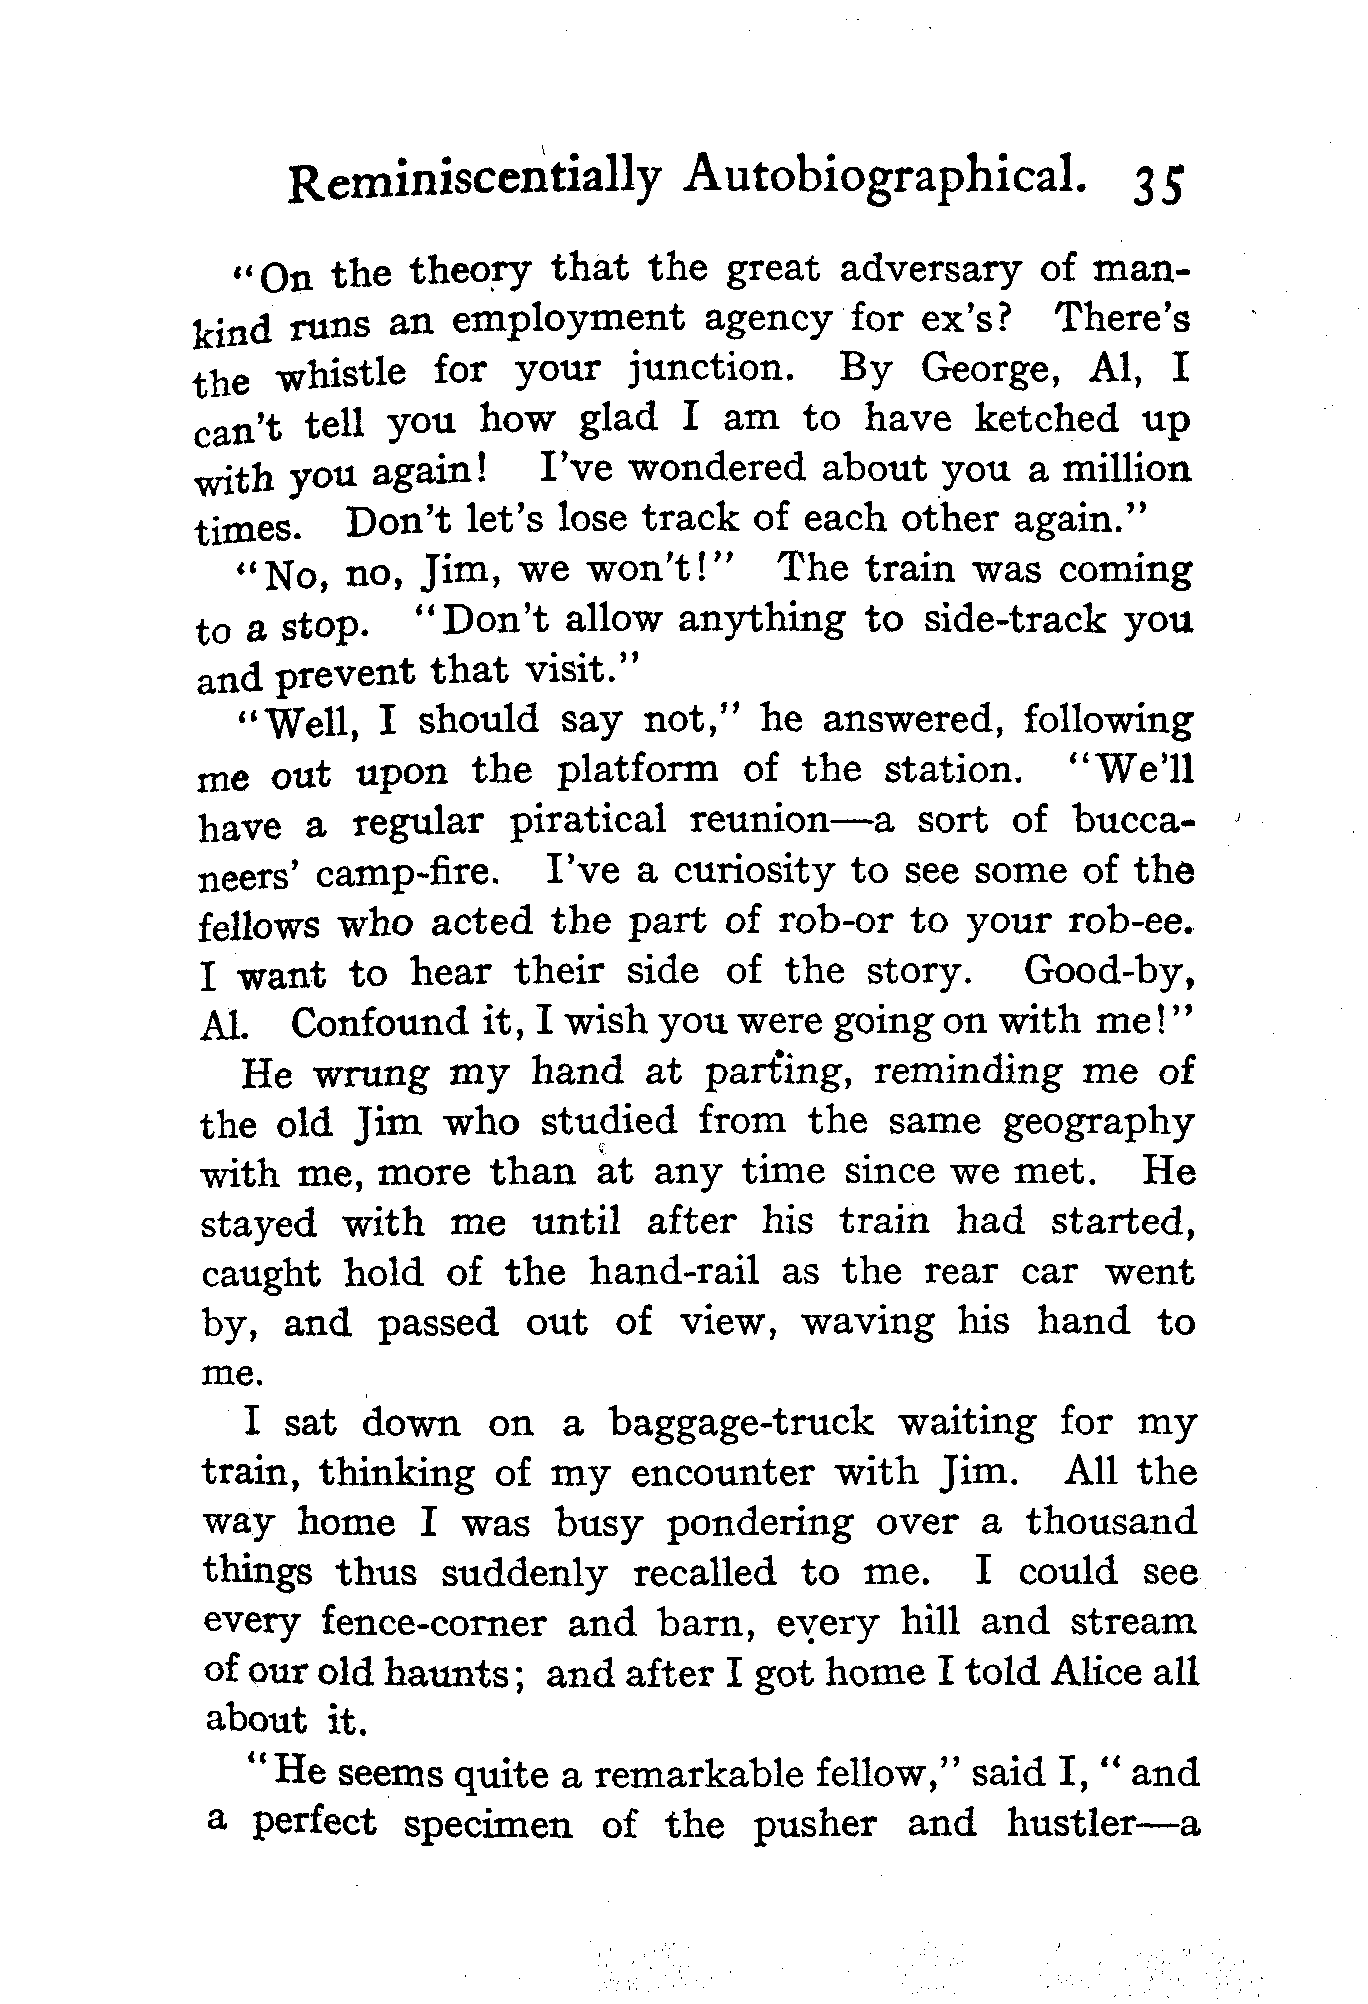 Reminiscentially Autobiographical. 35
"On the theory that the great adversary of man-
kind runs an employment agency for ex's? There's
the whistle for your junction. By George, Al, I
can't tell you how glad I am to have ketched up
with you again! I've wondered about you a million
times. Don't let's lose track of each other again."
"No, no, Jim, we won't!" The train was coming
to a stop. "Don't allow anything to side-track you
and prevent that visit."
"Well, I should say not," he answered, following
me out upon the platform of the station. "We'll
have a regular piratical reunion—a sort of bucca-
neers' camp-fire. I've a curiosity to see some of the
fellows who acted the part of rob-or to your rob-ee.
I want to hear their side of the story. Good-by,
Al. Confound it, I wish you were going on with me!"
He wrung my hand at parting, reminding me of
the old Jim who studied from the same geography
with me, more than at any time since we met. He
stayed with me until after his train had started,
caught hold of the hand-rail as the rear car went
by, and passed out of view, waving his hand to
me.
I sat down on a baggage-truck waiting for my
train, thinking of my encounter with Jim. All the
way home I was busy pondering over a thousand
things thus suddenly recalled to me. I could see
every fence-corner and barn, every hill and stream
of our old haunts; and after I got home I told Alice all
about it.
"He seems quite a remarkable fellow," said I, "and
a perfect specimen of the pusher and hustler—a